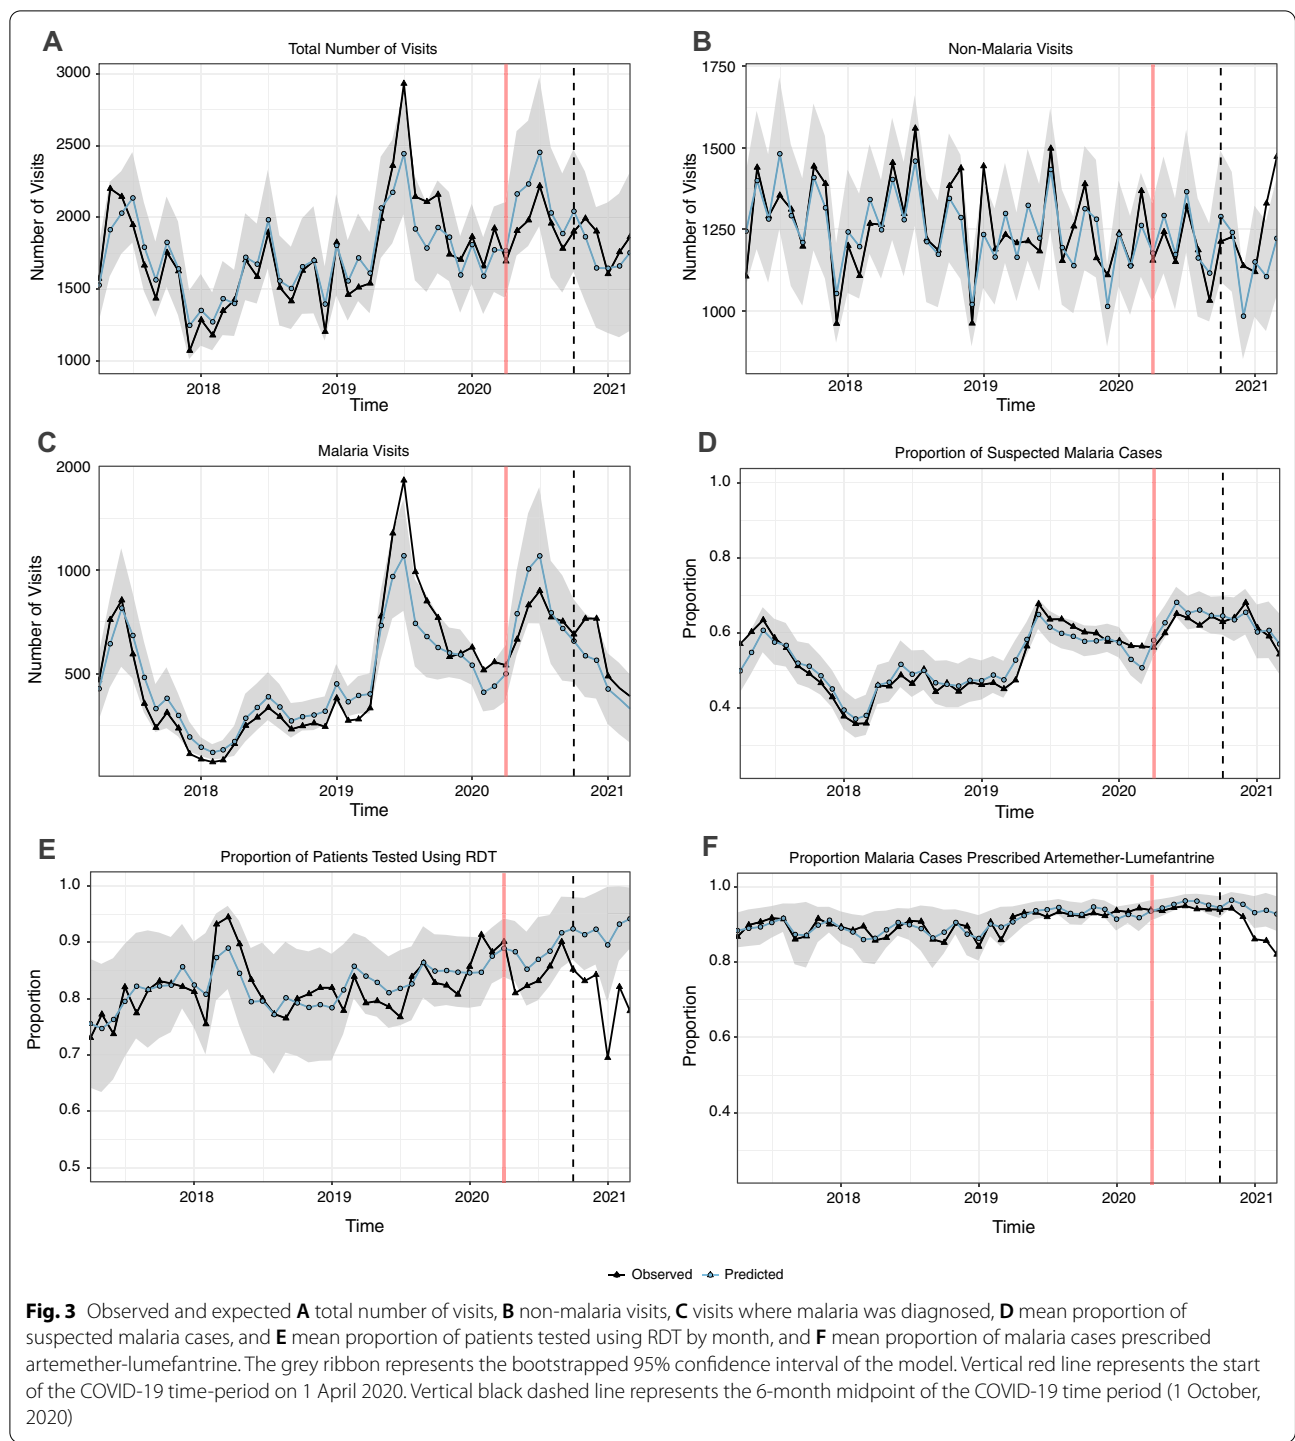 A
Total Number of Visits
3000
2500
2000
1500
1000
Number of Visits
2018
2019
2020
2021
Time
B
Non-Malaria Visits
1750
1500
1250
1000
Number of Visits
2018
2019
2020
2021
Time
C
Malaria Visits
2000
1000
500
Number of Visits
2018
2019
2020
2021
Time
D
Proportion of Suspected Malaria Cases
1.0
0.8
0.6
0.4
Proportion
2018
2019
2020
2021
Time
E
Proportion of Patients Tested Using RDT
1.0
0.9
0.8
0.7
0.6
0.5
Proportion
2018
2019
2020
2021
Time
F
Proportion Malaria Cases Prescribed Artemether-Lumefantrine
1.0
0.8
0.6
0.4
Proportion
2018
2019
2020
2021
Timie
Observed Predicted
Fig. 3 Observed and expected A total number of visits, B non-malaria visits, C visits where malaria was diagnosed, D mean proportion of
suspected malaria cases, and E mean proportion of patients tested using RDT by month, and F mean proportion of malaria cases prescribed
artemether-lumefantrine. The grey ribbon represents the bootstrapped 95% confidence interval of the model. Vertical red line represents the start
of the COVID-19 time-period on 1 April 2020. Vertical black dashed line represents the 6-month midpoint of the COVID-19 time period (1 October,
2020)